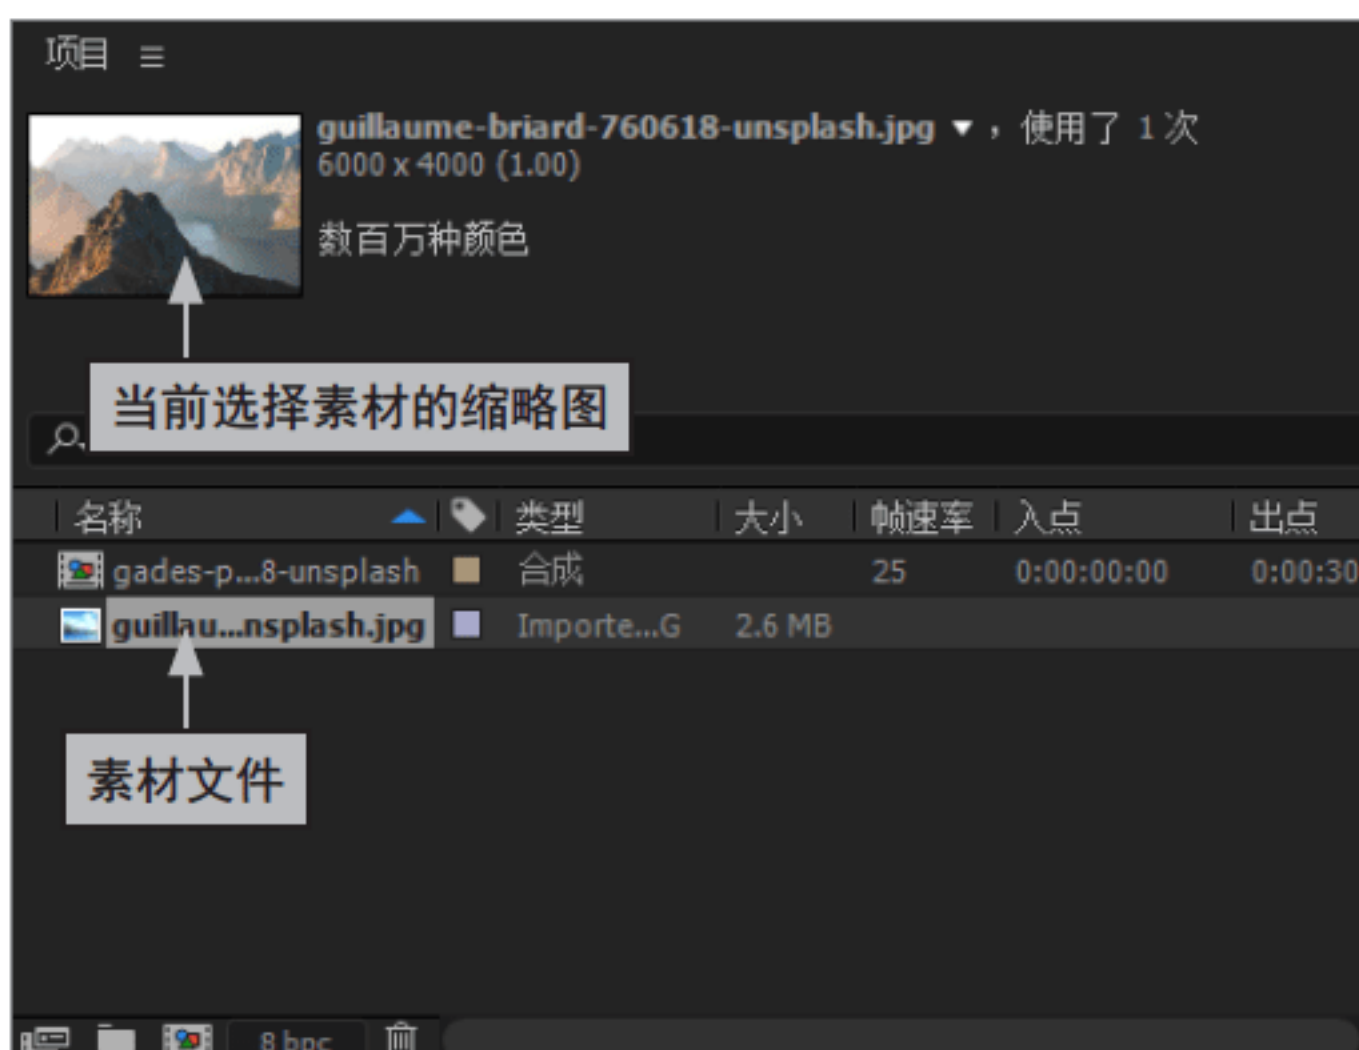 项目
guillaume-briard-760618-unsplash.jpg ，使用了 1 次
6000 x 4000 (1.00)
数百万种颜色
当前选择素材的缩略图
名称 类型 大小 帧速率 入点 出点
gades-p...8-unsplash 合成 25 0:00:00:00 0:00:30
guillau...nsplash.jpg Importe...G 2.6 MB
素材文件
8 bpc